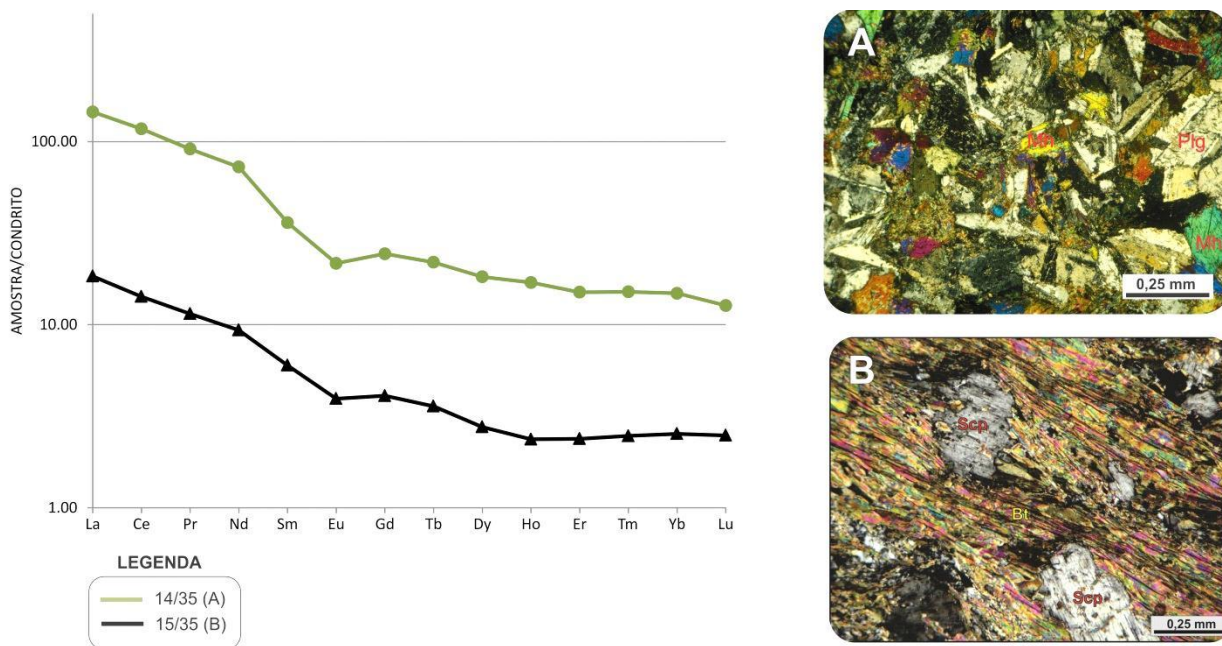 AMOSTRA/CONDRITO
100.00
10.00
1.00
La Ce Pr Nd Sm Eu Gd Tb Dy Ho Er Tm Yb Lu
LEGENDA
14/35 (A)
15/35 (B)
A
Mh
Plg
Mh
0,25 mm
B
Scp
Bt
Scp
0,25 mm